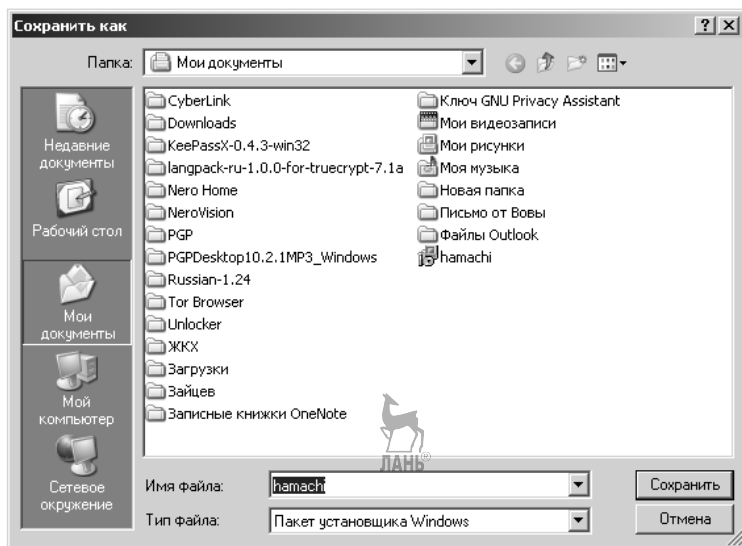 Сохранить как
Папка:
Мои документы
Недавние документы
Рабочий стол
Мои документы
Мой компьютер
Сетевое окружение
CyberLink
Downloads
KeePassX-0.4.3-win32
langpack-ru-1.0.0-for-truecrypt-7.1a
Nero Home
NeroVision
PGP
PGPDesktop10.2.1MP3_Windows
Russian-1.24
Tor Browser
Unlocker
ЖКХ
Загрузки
Зайцев
Записные книжки OneNote
Ключ GNU Privacy Assistant
Мои видеозаписи
Мои рисунки
Моя музыка
Новая папка
Письмо от Вовы
Файлы Outlook
hamachi
ЛАНЬ®
Имя файла:
hamachi
Сохранить
Тип файла:
Пакет установщика Windows
Отмена